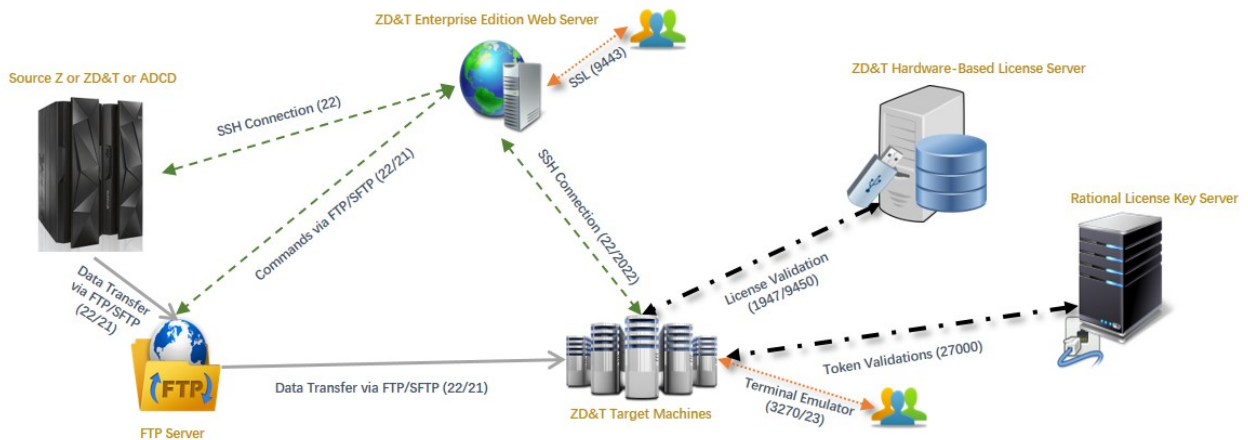 ZD&T Enterprise Edition Web Server
SSL (9443)
Source Z or ZD&T or ADCD
ZD&T Hardware-Based License Server
SSH Connection (22)
Commands via FTP/SFTP (22/21)
SSH Connection (22/2022)
Rational License Key Server
License Validation
(1947/9450)
Data Transfer
via FTP/SFTP
(22/21)
FTP
Data Transfer via FTP/SFTP (22/21)
Token Validations (27000)
Terminal Emulator
(3270/23)
ZD&T Target Machines
FTP Server